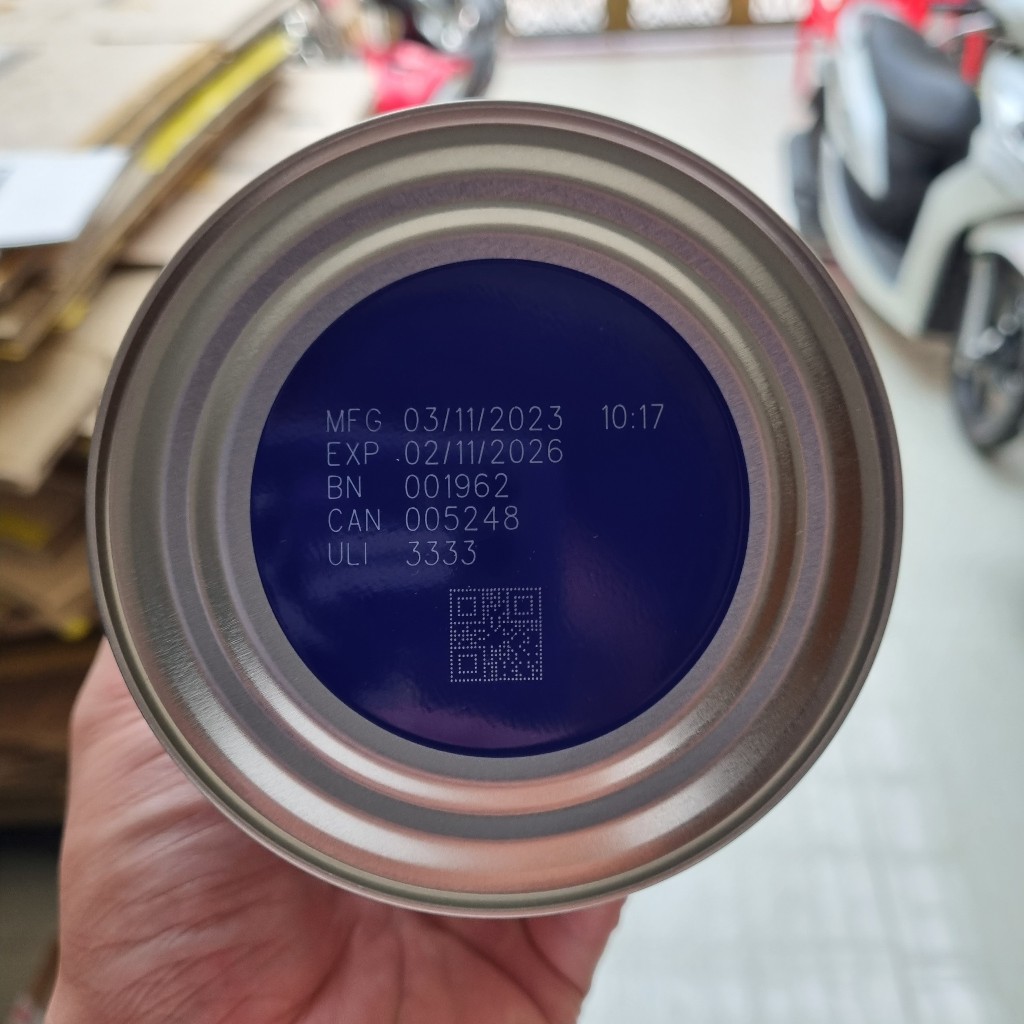 MFG 03/11/2023 10:17
EXP 02/11/2026
BN 001962
CAN 005248
ULI 3333